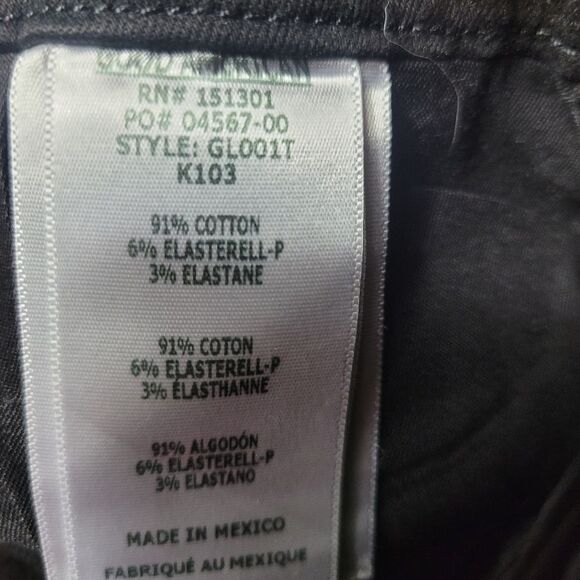 GOOD AMERICAN
RN# 151301
PO# 04567-00
STYLE: GL001T
K103
91% COTTON
6% ELASTERELL-P
3% ELASTANE
91% COTON
6% ELASTERELL-P
3% ÉLASTHANNE
91% ALGODÓN
6% ELASTERELL-P
3% ELASTANO
MADE IN MEXICO
FABRIQUÉ AU MEXIQUE